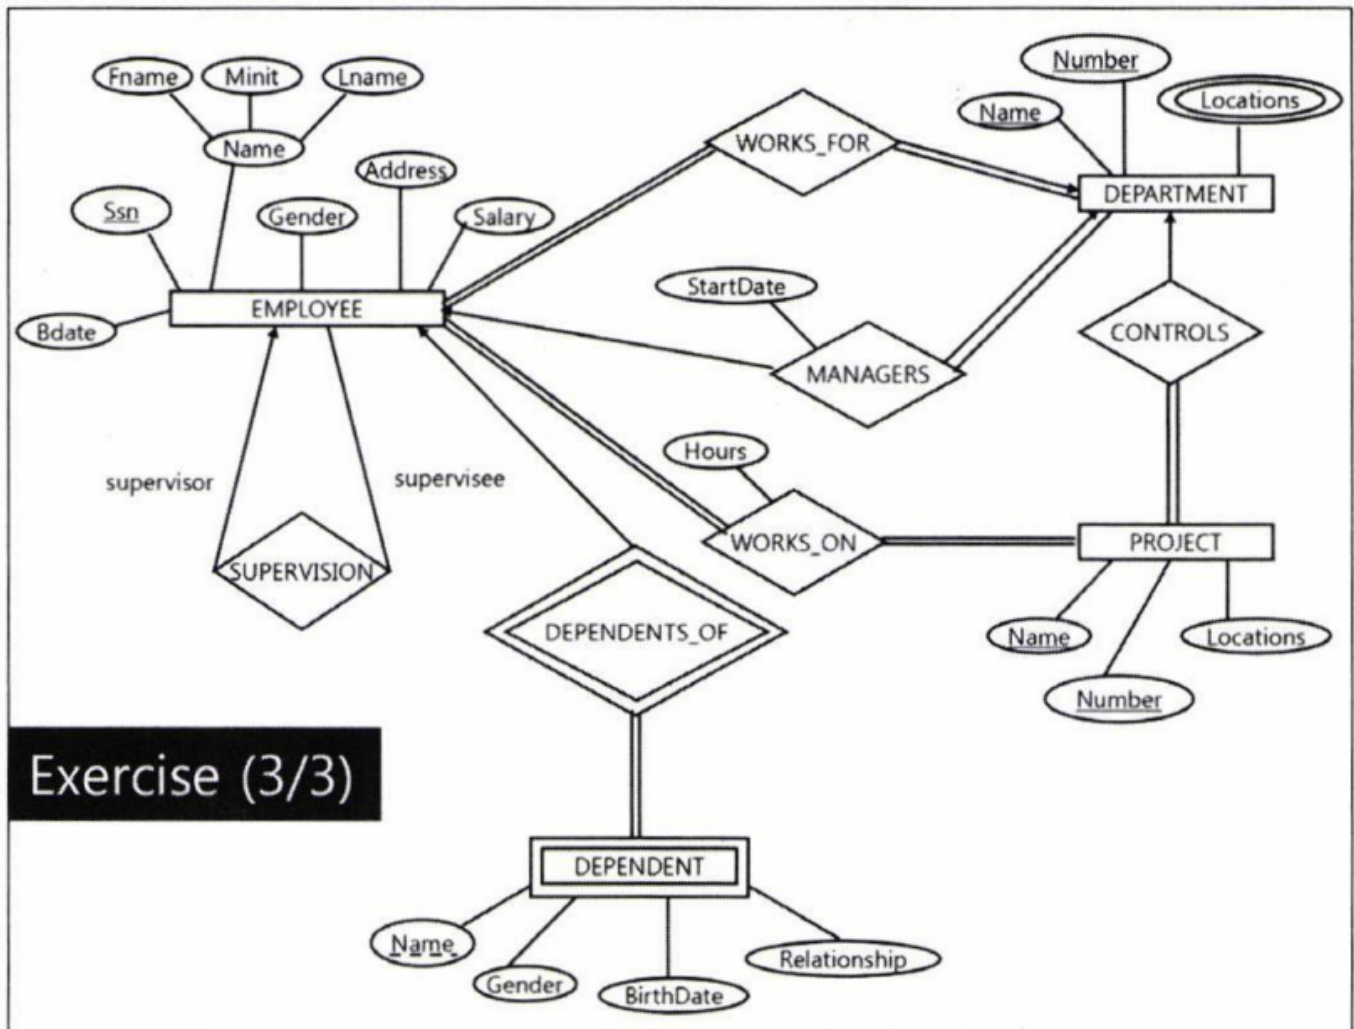 Number
Fname Minit Lname
Locations
Name
WORKS_FOR
Name
Address
DEPARTMENT
Ssn
Gender
Salary
StartDate
EMPLOYEE
Bdate
CONTROLS
MANAGERS
Hours
supervisor
supervisee
WORKS_ON
PROJECT
SUPERVISION
DEPENDENTS_OF
Name
Locations
Number
Exercise (3/3)
DEPENDENT
Name
Relationship
Gender
BirthDate